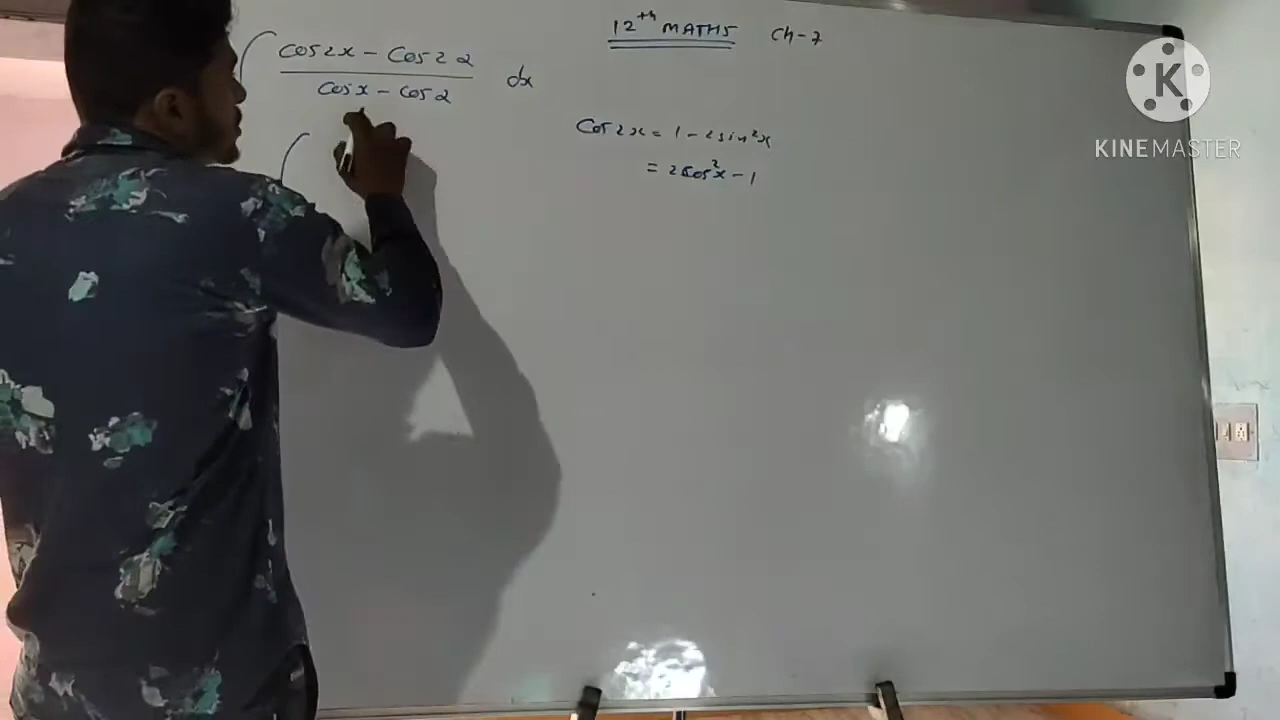 12th MATHS Ch-7
∫ cos2x - cos2α / cosx - cosα dx
cos2x = 1 - 2sin²x
= 2cos²x - 1
∫
K
KINEMASTER